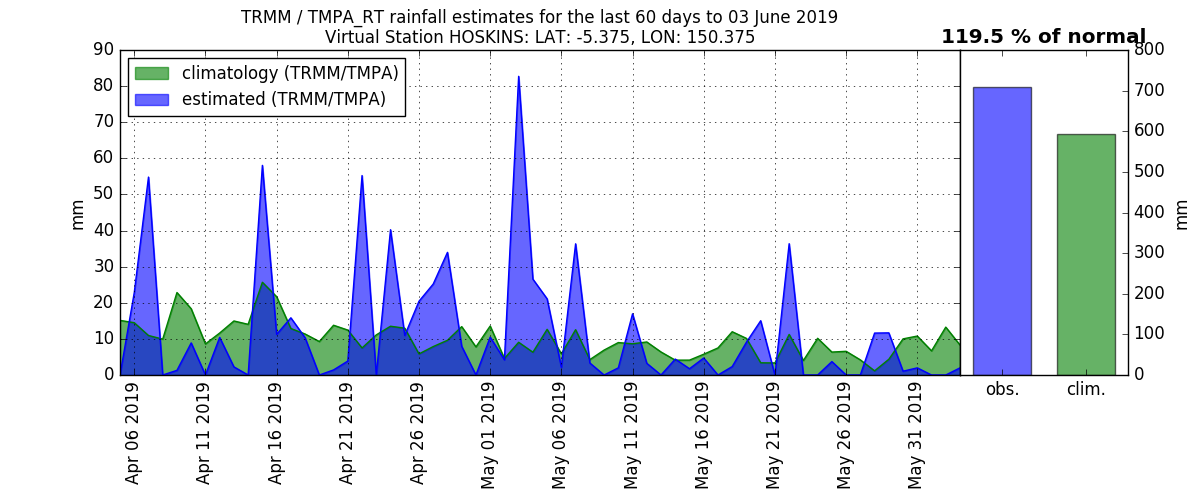 TRMM / TMPA_RT rainfall estimates for the last 60 days to 03 June 2019
Virtual Station HOSKINS: LAT: -5.375, LON: 150.375
119.5 % of normal
climatology (TRMM/TMPA)
estimated (TRMM/TMPA)
90
80
70
60
50
40
30
20
10
0
mm
Apr 06 2019
Apr 11 2019
Apr 16 2019
Apr 21 2019
Apr 26 2019
May 01 2019
May 06 2019
May 11 2019
May 16 2019
May 21 2019
May 26 2019
May 31 2019
obs.
clim.
800
700
600
500
400
300
200
100
0
mm